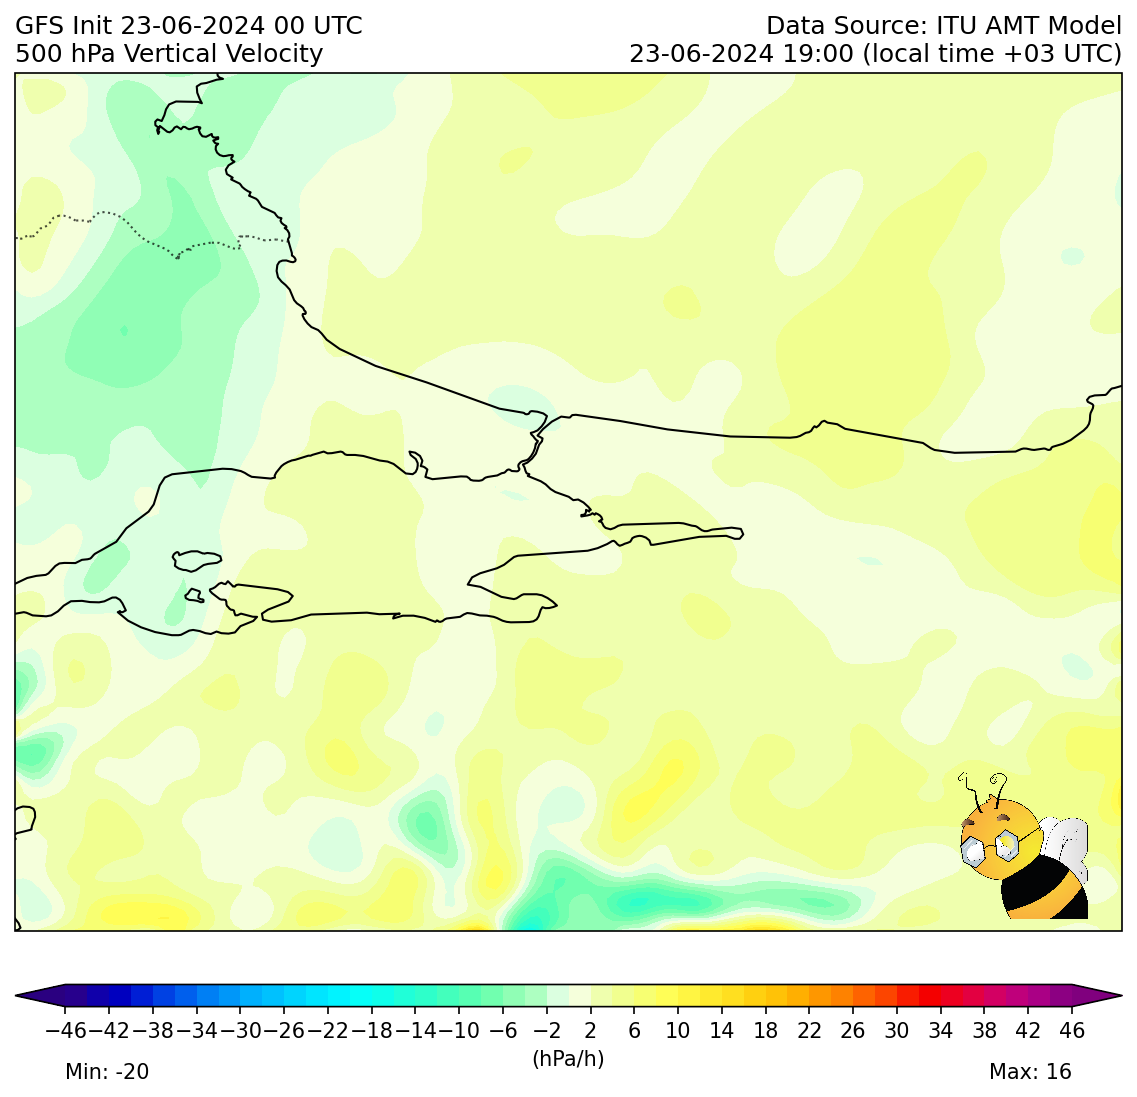 GFS Init 23-06-2024 00 UTC
Data Source: ITU AMT Model
500 hPa Vertical Velocity
23-06-2024 19:00 (local time +03 UTC)
−46 −42 −38 −34 −30 −26 −22 −18 −14 −10 −6 −2 2 6 10 14 18 22 26 30 34 38 42 46
(hPa/h)
Min: -20
Max: 16